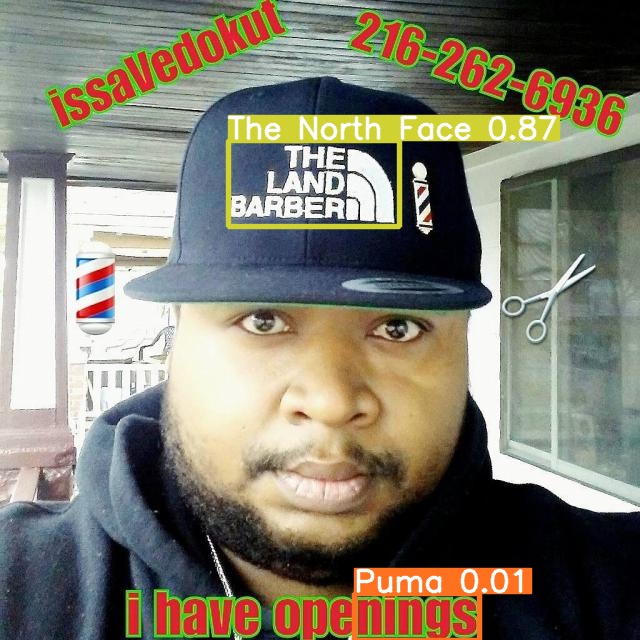 issaVedokut
216-262-6936
The North Face 0.87
THE
LAND
BARBER
Puma 0.01
i have openings